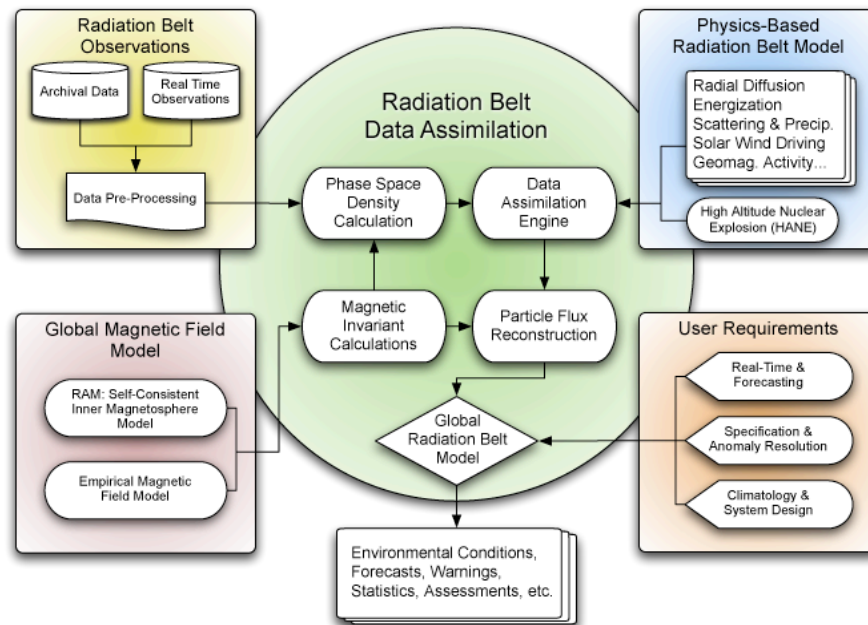 Radiation Belt
Observations
Archival Data
Real Time
Observations
Data Pre-Processing
Radiation Belt
Data Assimilation
Phase Space
Density
Calculation
Data
Assimilation
Engine
Magnetic
Invariant
Calculations
Particle Flux
Reconstruction
Global
Radiation Belt
Model
Physics-Based
Radiation Belt Model
Radial Diffusion
Energization
Scattering & Precip.
Solar Wind Driving
Geomag. Activity...
High Altitude Nuclear
Explosion (HANE)
Global Magnetic Field
Model
RAM: Self-Consistent
Inner Magnetosphere
Model
Empirical Magnetic
Field Model
User Requirements
Real-Time &
Forecasting
Specification &
Anomaly Resolution
Climatology &
System Design
Environmental Conditions,
Forecasts, Warnings,
Statistics, Assessments, etc.